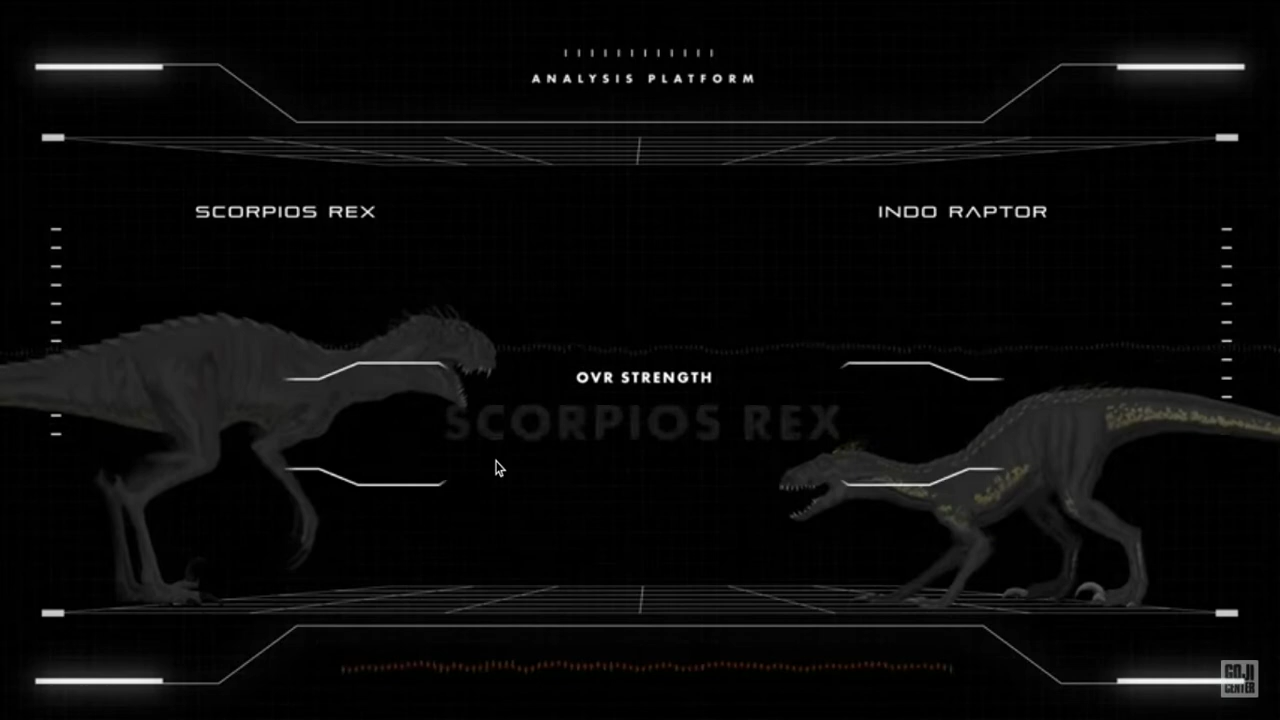 ANALYSIS PLATFORM
SCORPIOS REX
INDO RAPTOR
OVR STRENGTH
SCORPIOS REX
GOJI
CENTER